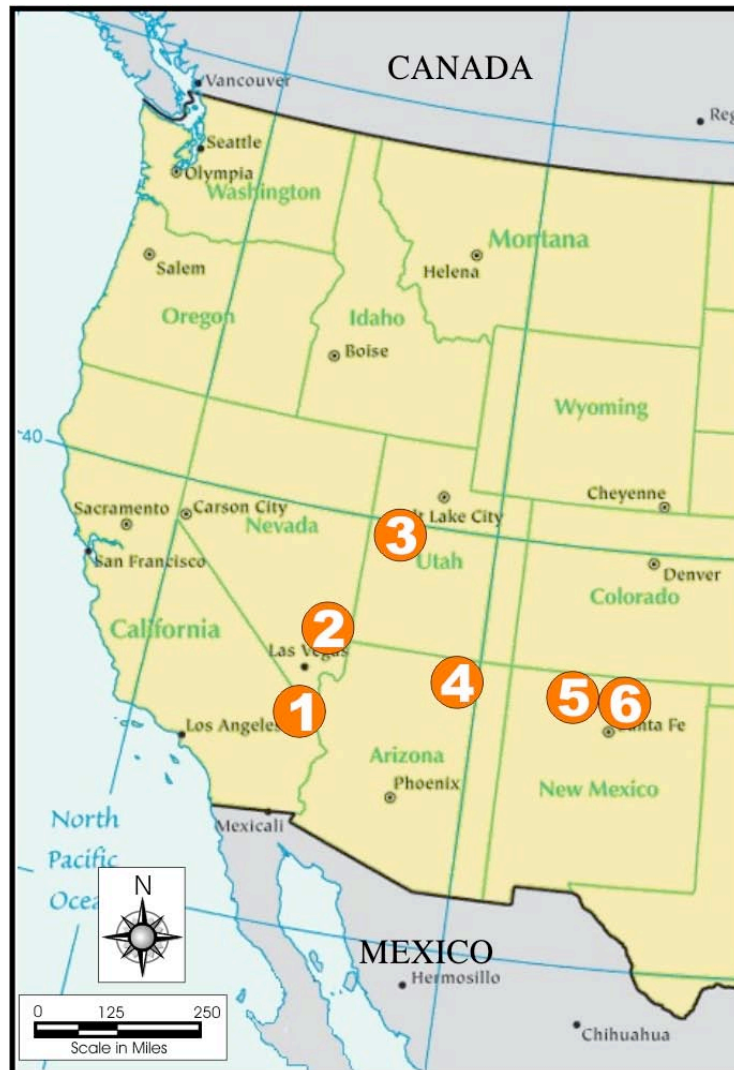 CANADA
Vancouver
Reg
Seattle
Olympia
Washington
Montana
Salem
Helena
Oregon
Idaho
Boise
Wyoming
40
Cheyenne
Sacramento
Carson City
Nevada
t Lake City
3
San Francisco
Utah
Denver
Colorado
California
2
Las Vegas
4
5
6
1
Los Angeles
Santa Fe
Arizona
Phoenix
New Mexico
North
Pacific
Ocean
Mexicali
N
MEXICO
Hermosillo
0 125 250
Scale in Miles
Chihuahua